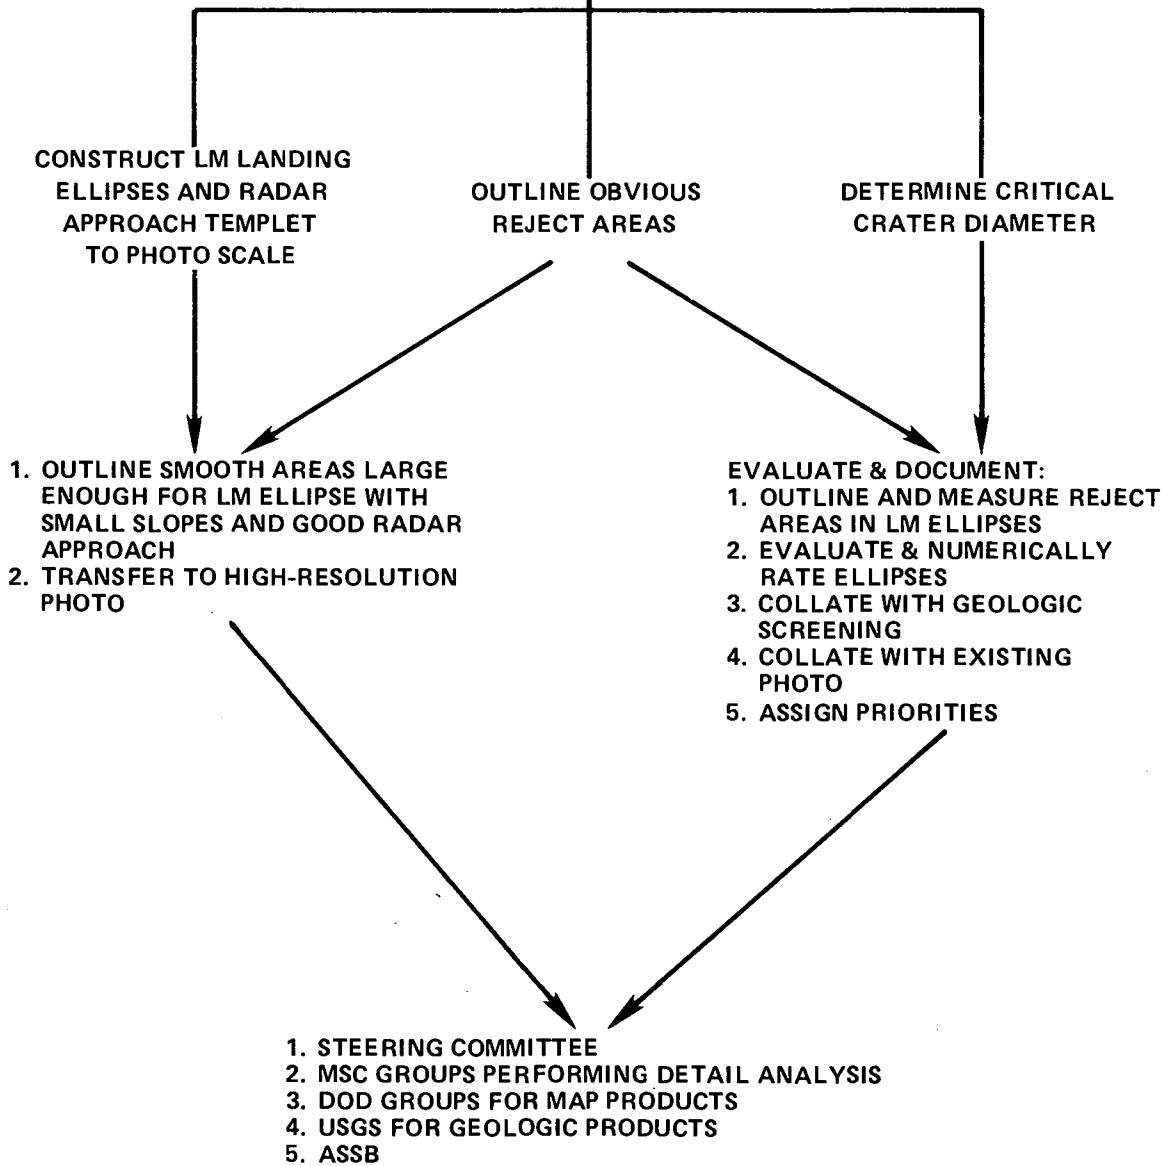 CONSTRUCT LM LANDING
ELLIPSES AND RADAR
APPROACH TEMPLET
TO PHOTO SCALE
OUTLINE OBVIOUS
REJECT AREAS
DETERMINE CRITICAL
CRATER DIAMETER
1. OUTLINE SMOOTH AREAS LARGE
ENOUGH FOR LM ELLIPSE WITH
SMALL SLOPES AND GOOD RADAR
APPROACH
2. TRANSFER TO HIGH-RESOLUTION
PHOTO
EVALUATE & DOCUMENT:
1. OUTLINE AND MEASURE REJECT
AREAS IN LM ELLIPSES
2. EVALUATE & NUMERICALLY
RATE ELLIPSES
3. COLLATE WITH GEOLOGIC
SCREENING
4. COLLATE WITH EXISTING
PHOTO
5. ASSIGN PRIORITIES
1. STEERING COMMITTEE
2. MSC GROUPS PERFORMING DETAIL ANALYSIS
3. DOD GROUPS FOR MAP PRODUCTS
4. USGS FOR GEOLOGIC PRODUCTS
5. ASSB